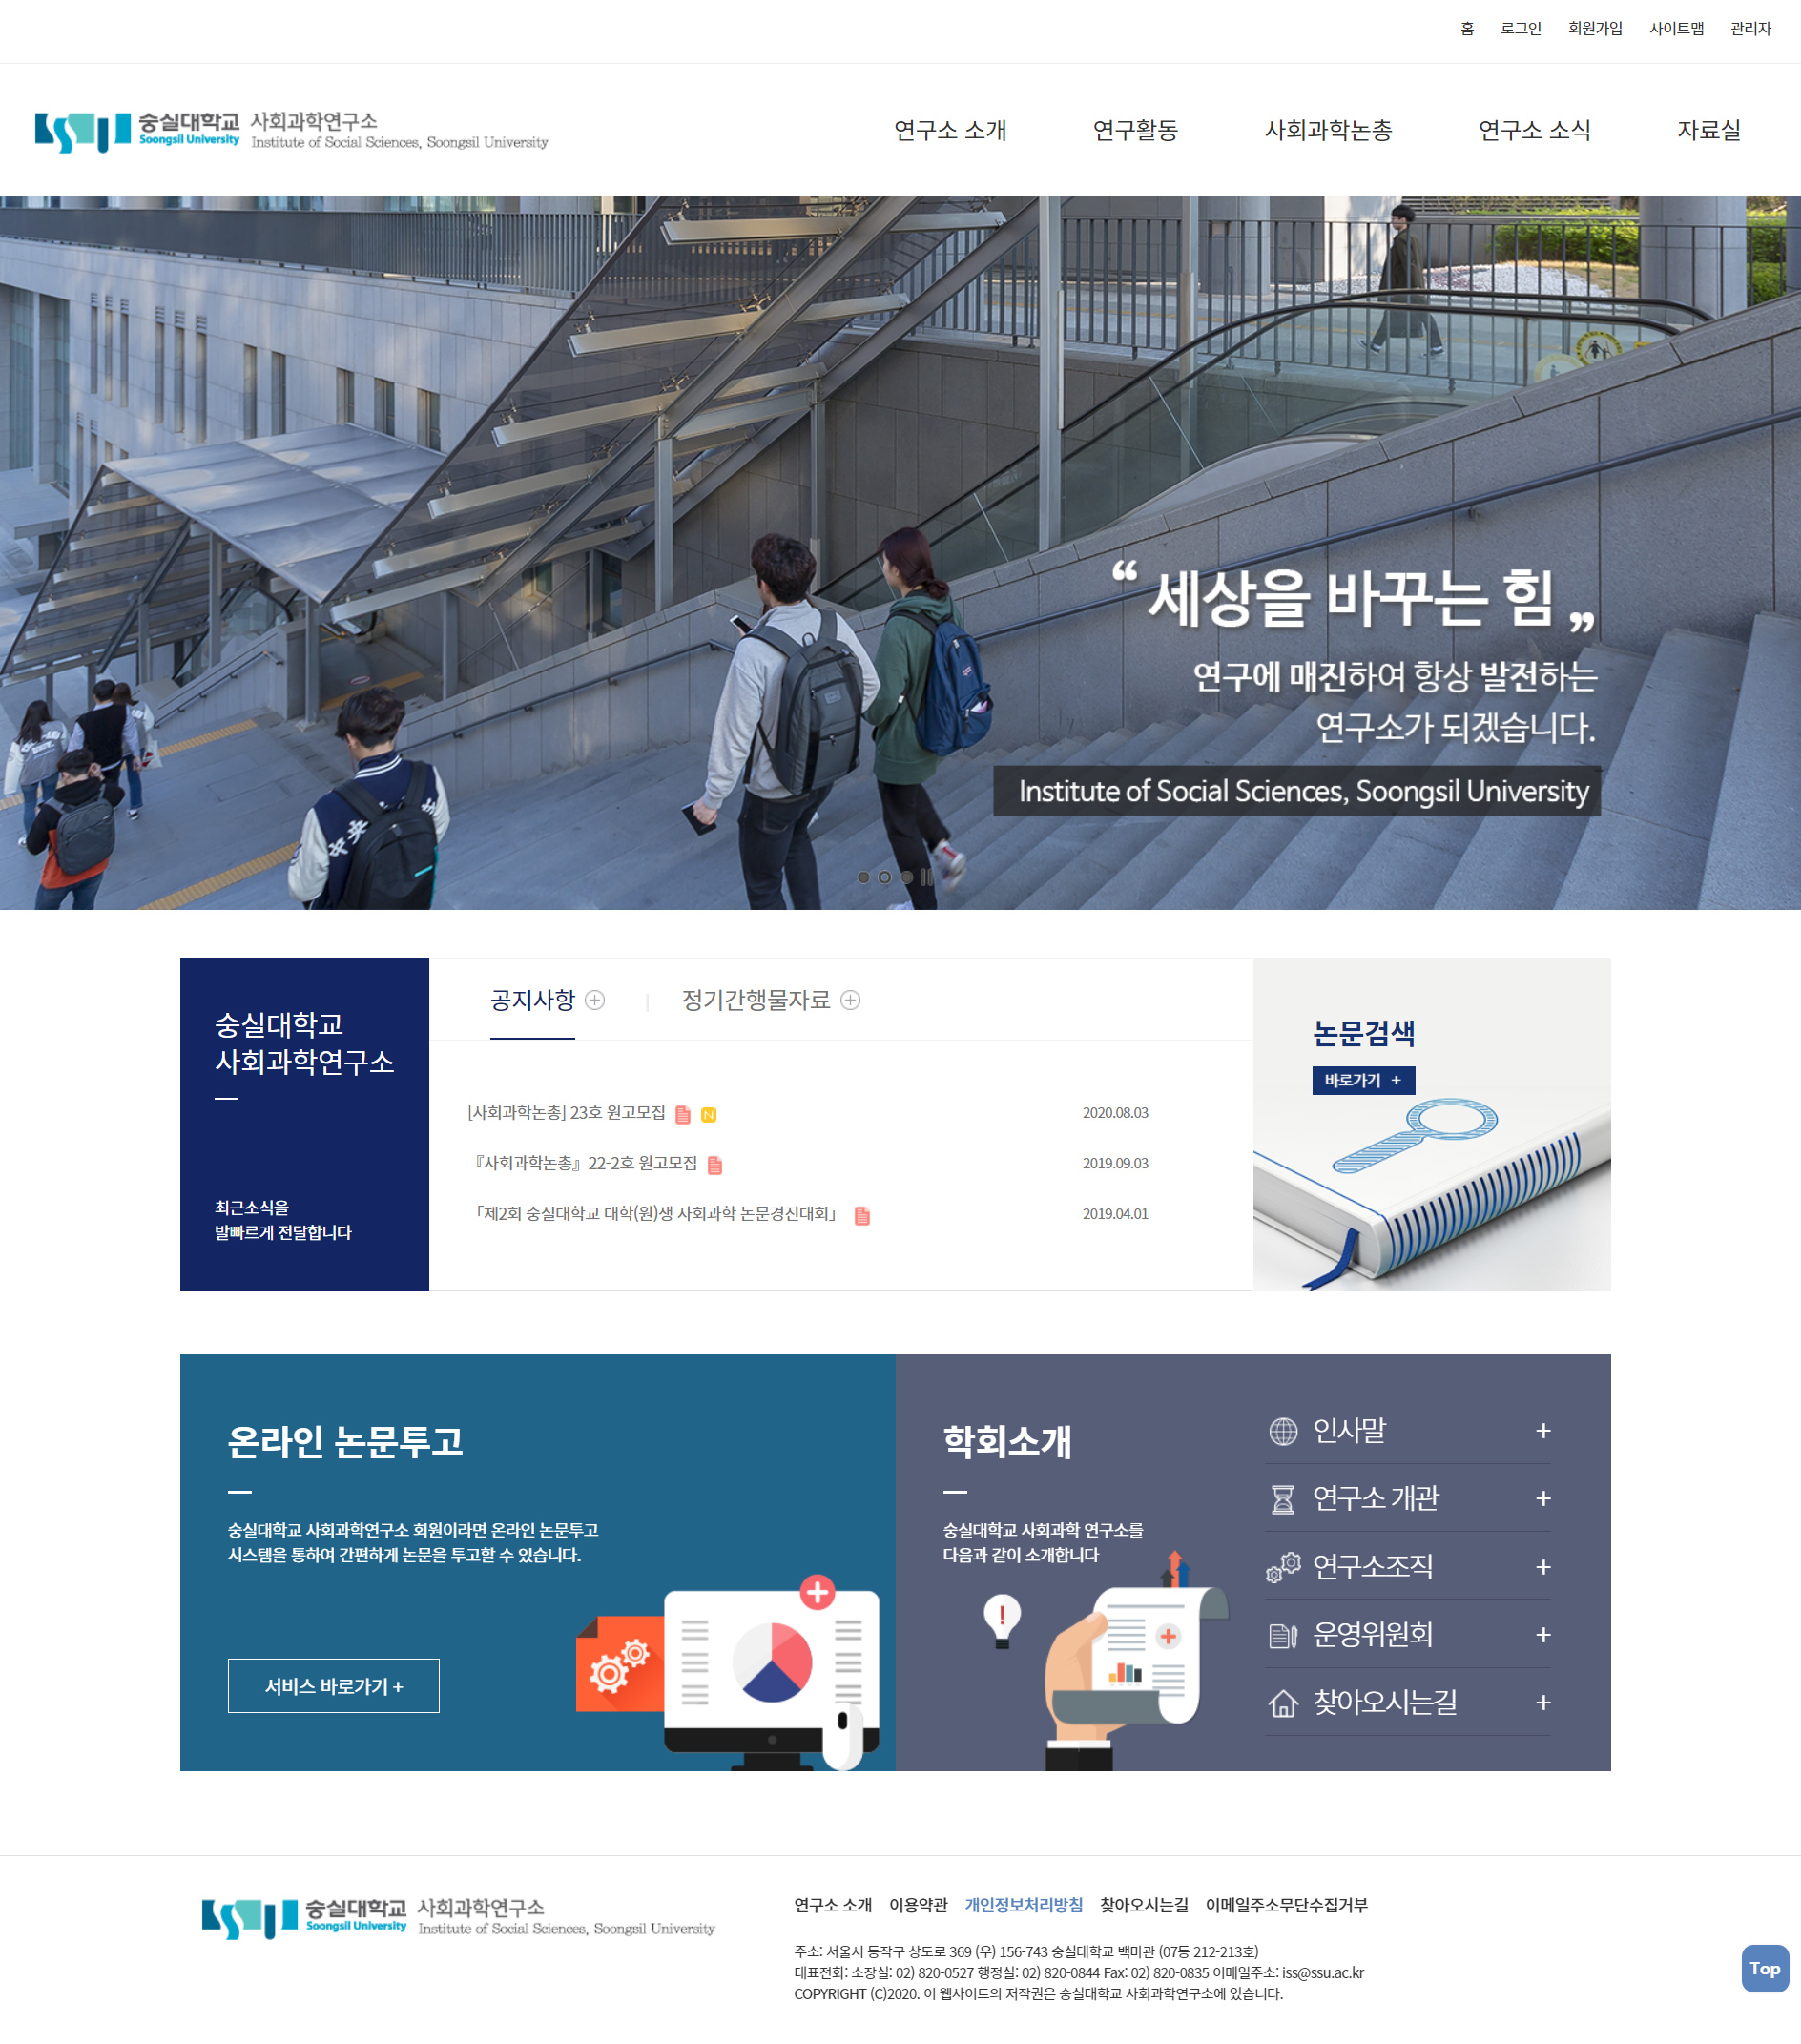 홈 로그인 회원가입 사이트맵 관리자
숭실대학교 사회과학연구소
Soongsil University Institute of Social Sciences, Soongsil University
연구소 소개 연구활동 사회과학논총 연구소 소식 자료실
“ 세상을 바꾸는 힘 „
연구에 매진하여 항상 발전하는
연구소가 되겠습니다.
Institute of Social Sciences, Soongsil University
숭실대학교
사회과학연구소
최근소식을
발빠르게 전달합니다
공지사항 정기간행물자료
[사회과학논총] 23호 원고모집 N 2020.08.03
『사회과학논총』 22-2호 원고모집 2019.09.03
「제2회 숭실대학교 대학(원)생 사회과학 논문경진대회」 2019.04.01
논문검색
바로가기 +
온라인 논문투고
숭실대학교 사회과학연구소 회원이라면 온라인 논문투고
시스템을 통하여 간편하게 논문을 투고할 수 있습니다.
서비스 바로가기 +
학회소개
숭실대학교 사회과학 연구소를
다음과 같이 소개합니다
인사말 +
연구소 개관 +
연구소조직 +
운영위원회 +
찾아오시는길 +
숭실대학교 사회과학연구소
Soongsil University Institute of Social Sciences, Soongsil University
연구소 소개 이용약관 개인정보처리방침 찾아오시는길 이메일주소무단수집거부
주소: 서울시 동작구 상도로 369 (우) 156-743 숭실대학교 백마관 (07동 212-213호)
대표전화: 소장실: 02) 820-0527 행정실: 02) 820-0844 Fax: 02) 820-0835 이메일주소: iss@ssu.ac.kr
COPYRIGHT (C)2020. 이 웹사이트의 저작권은 숭실대학교 사회과학연구소에 있습니다.
Top